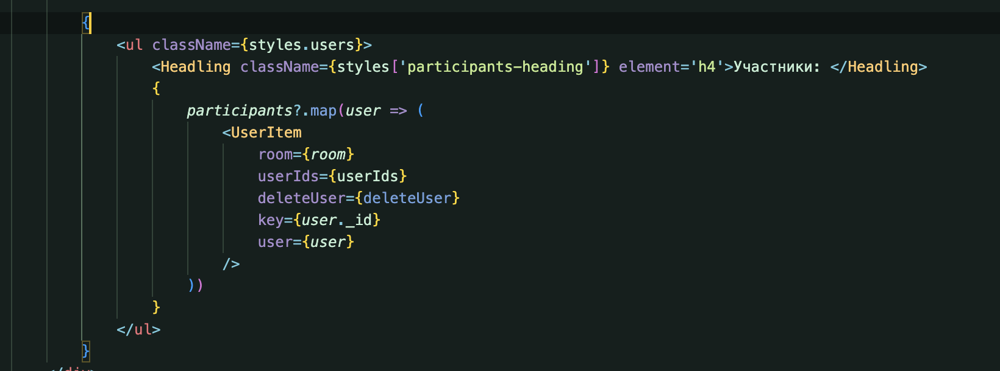 {
<ul className={styles.users}>
<Headling className={styles['participants-heading']} element='h4'>Участники: </Headling>
{
participants?.map(user => (
<UserItem
room={room}
userIds={userIds}
deleteUser={deleteUser}
key={user._id}
user={user}
/>
))
}
</ul>
}
</div>